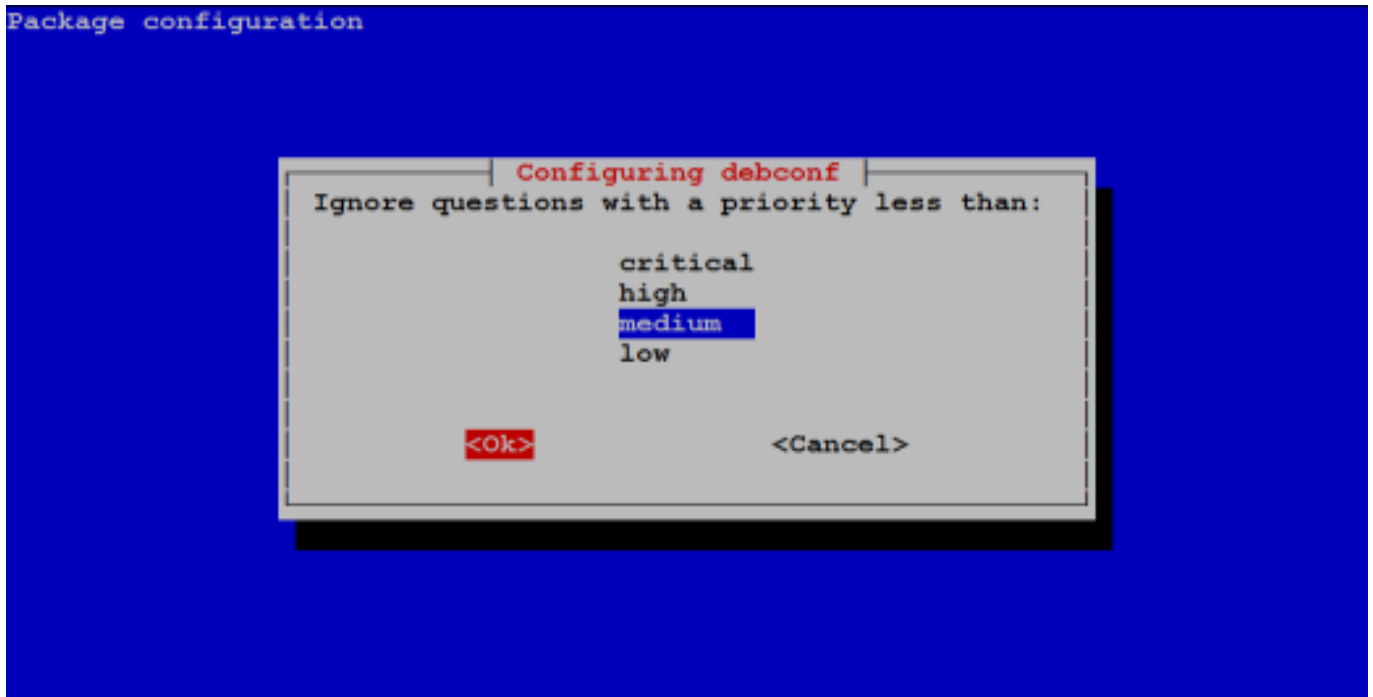 Package configuration
Configuring debconf
Ignore questions with a priority less than:
critical
high
medium
low
<Ok> <Cancel>